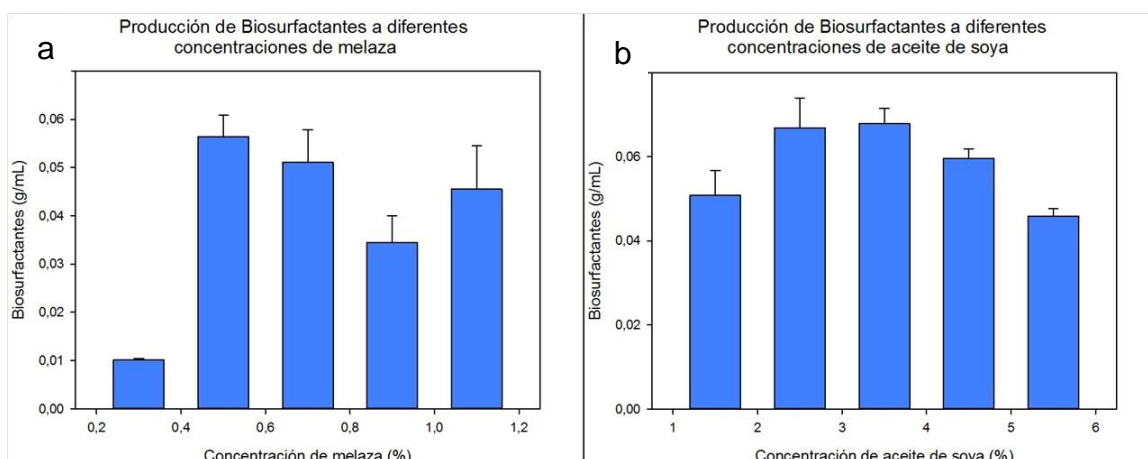 a
Producción de Biosurfactantes a diferentes
concentraciones de melaza
Biosurfactantes (g/mL)
0,06
0,05
0,04
0,03
0,02
0,01
0,00
0,2 0,4 0,6 0,8 1,0 1,2
Concentración de melaza (%)
b
Producción de Biosurfactantes a diferentes
concentraciones de aceite de soya
Biosurfactantes (g/mL)
0,06
0,04
0,02
0,00
1 2 3 4 5 6
Concentración de aceite de soya (%)